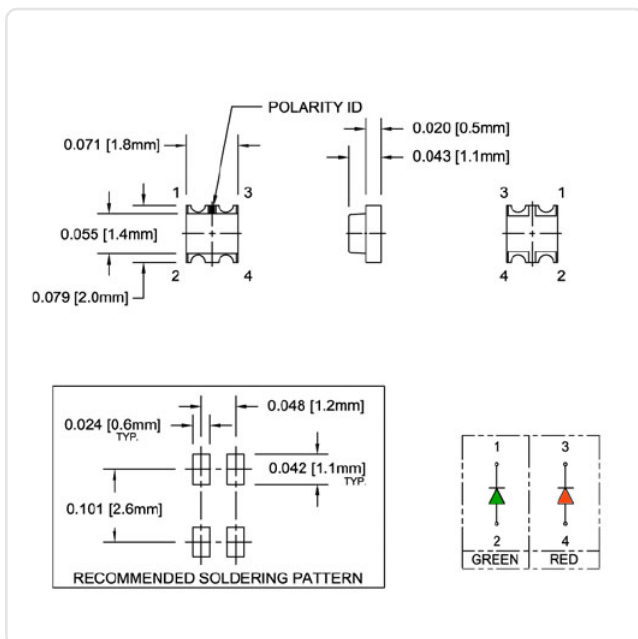 POLARITY ID
0.071 [1.8mm]
0.020 [0.5mm]
0.043 [1.1mm]
1 3
3 1
0.055 [1.4mm]
2 4
4 2
0.079 [2.0mm]
0.048 [1.2mm]
0.024 [0.6mm]
TYP.
0.042 [1.1mm]
TYP.
0.101 [2.6mm]
RECOMMENDED SOLDERING PATTERN
1 3
2 4
GREEN RED